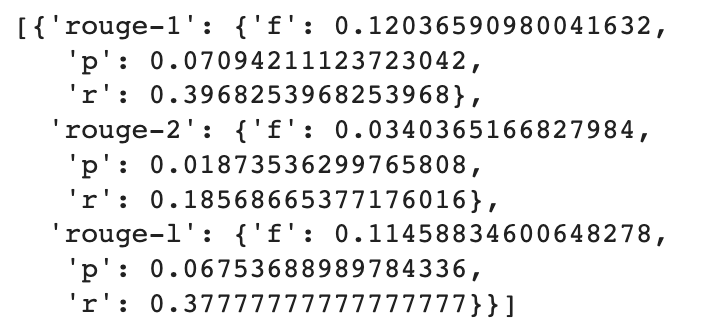 [{'rouge-1': {'f': 0.12036590980041632,
'p': 0.07094211123723042,
'r': 0.3968253968253968},
'rouge-2': {'f': 0.0340365166827984,
'p': 0.01873536299765808,
'r': 0.18568665377176016},
'rouge-l': {'f': 0.11458834600648278,
'p': 0.06753688989784336,
'r': 0.37777777777777777}}]